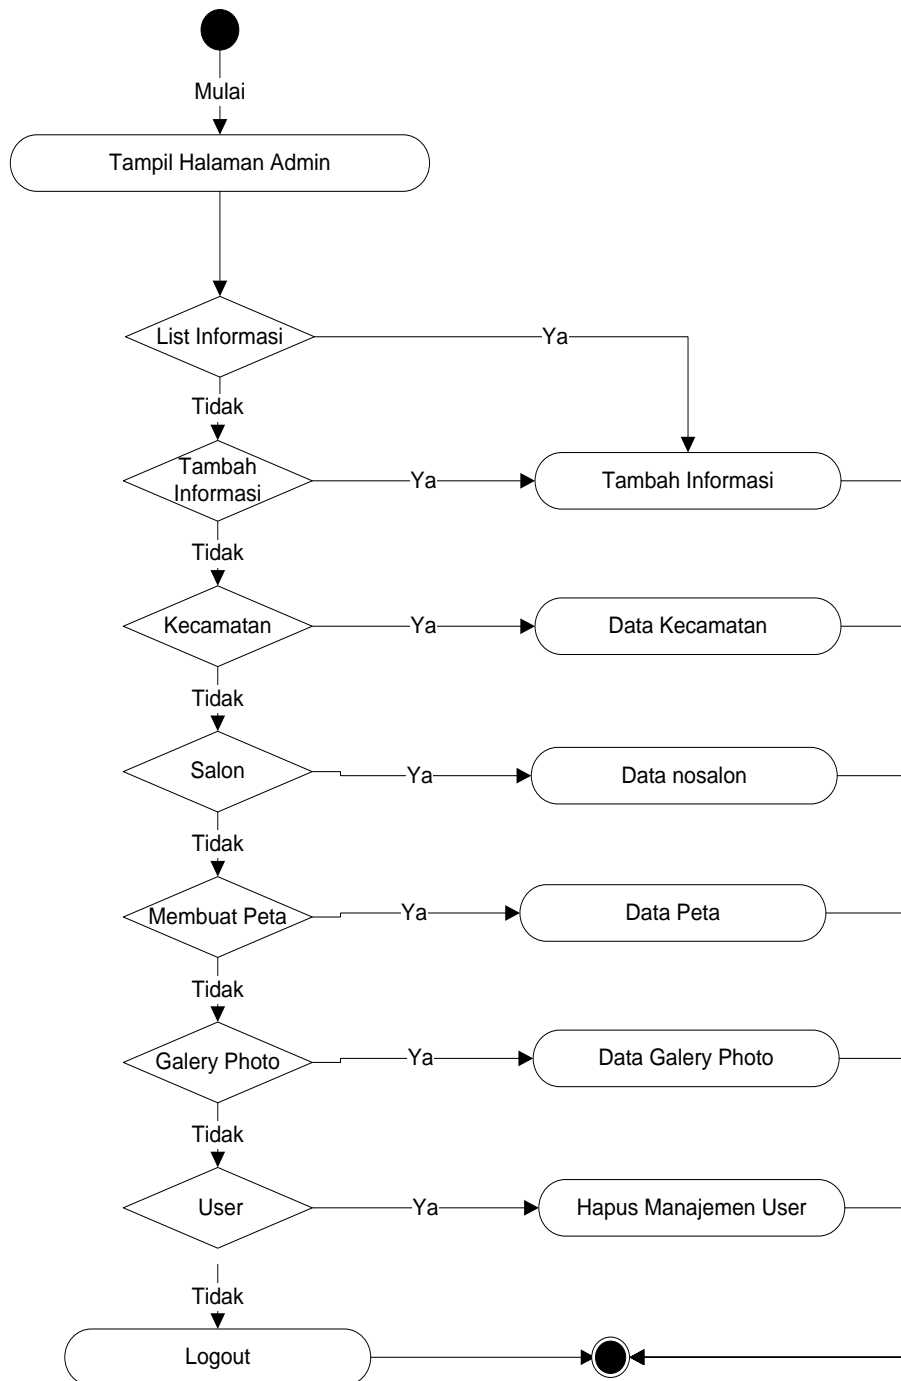 Mulai
Tampil Halaman Admin
List Informasi
Ya
Tidak
Tambah
Informasi
Ya
Tambah Informasi
Tidak
Kecamatan
Ya
Data Kecamatan
Tidak
Salon
Ya
Data nosalon
Tidak
Membuat Peta
Ya
Data Peta
Tidak
Galery Photo
Ya
Data Galery Photo
Tidak
User
Ya
Hapus Manajemen User
Tidak
Logout